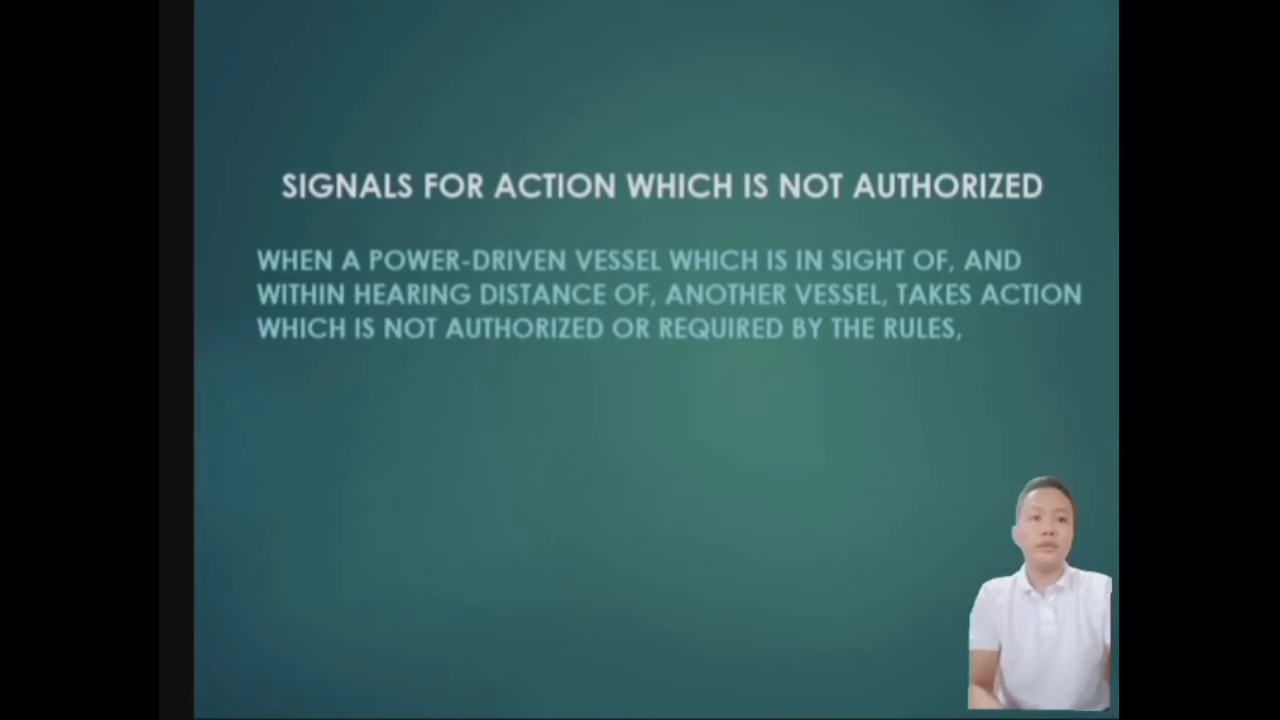 SIGNALS FOR ACTION WHICH IS NOT AUTHORIZED
WHEN A POWER-DRIVEN VESSEL WHICH IS IN SIGHT OF, AND
WITHIN HEARING DISTANCE OF, ANOTHER VESSEL, TAKES ACTION
WHICH IS NOT AUTHORIZED OR REQUIRED BY THE RULES,